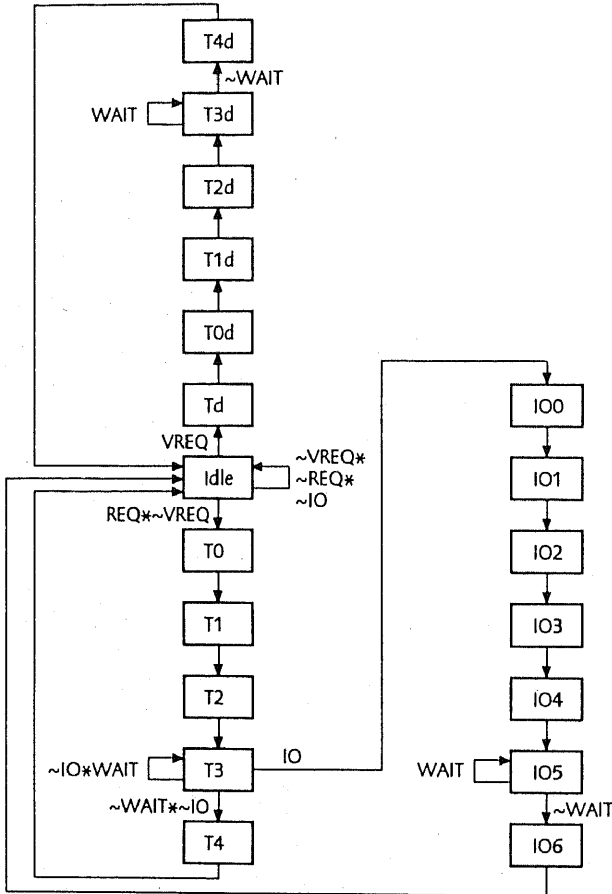 T4d
~WAIT
WAIT
T3d
T2d
T1d
T0d
Td
VREQ
Idle
~VREQ*
~REQ*
~IO
REQ*~VREQ
T0
T1
T2
~IO*WAIT
T3
IO
~WAIT*~IO
T4
IO0
IO1
IO2
IO3
IO4
WAIT
IO5
~WAIT
IO6